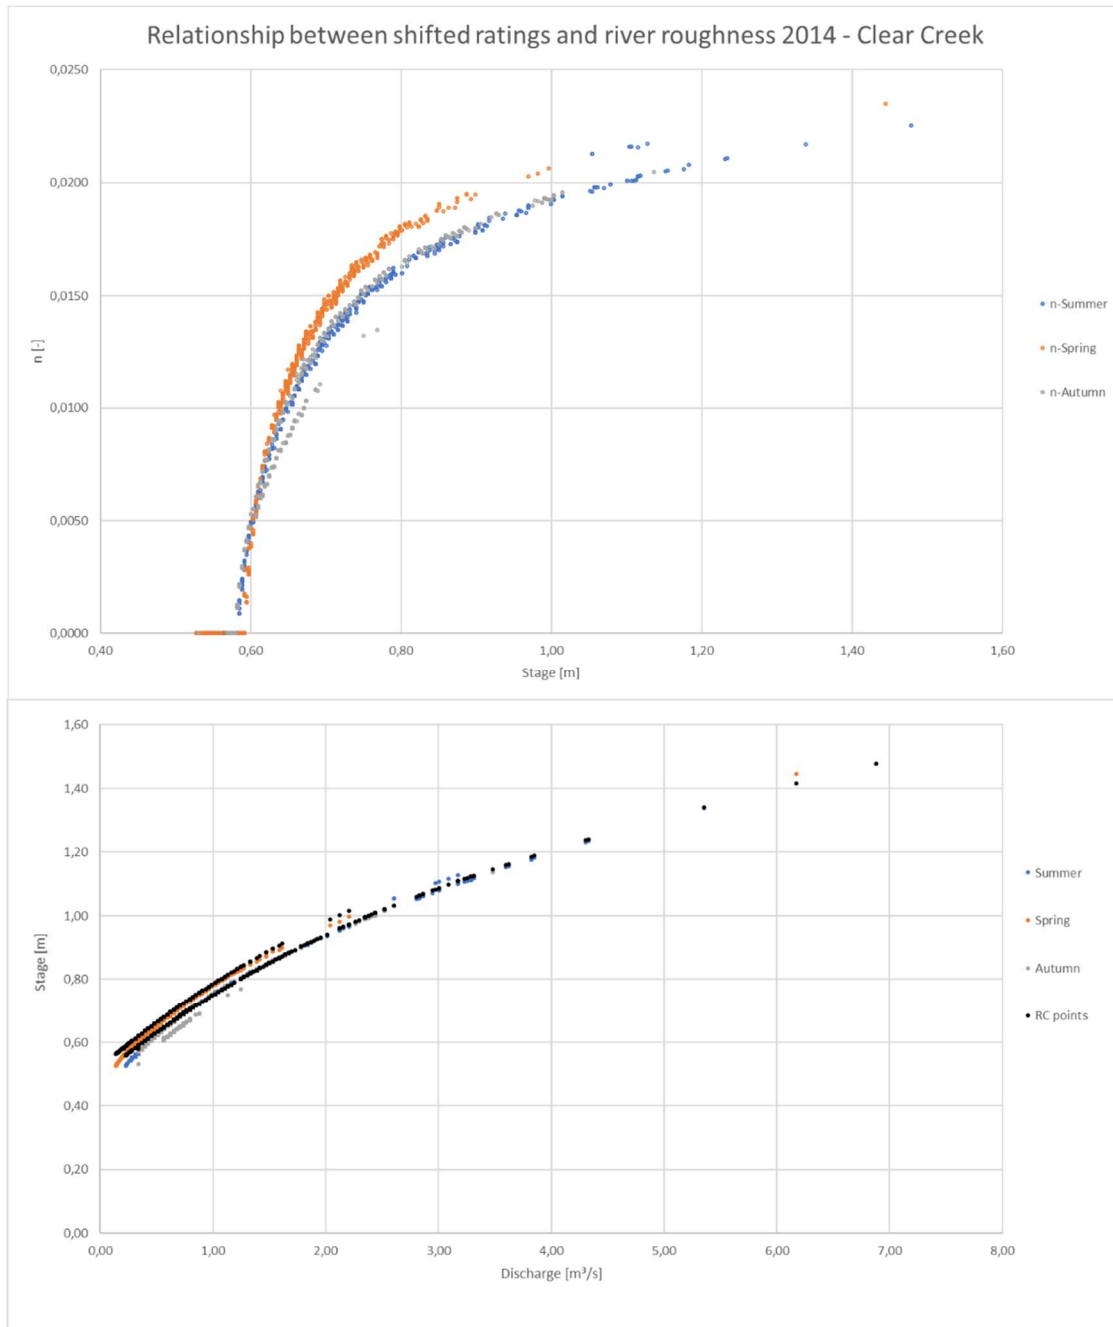 Relationship between shifted ratings and river roughness 2014 - Clear Creek
0,0250
0,0200
0,0150
0,0100
0,0050
0,0000
n [-]
0,40 0,60 0,80 1,00 1,20 1,40 1,60
Stage [m]
n-Summer
n-Spring
n-Autumn
1,60
1,40
1,20
1,00
0,80
0,60
0,40
0,20
0,00
Stage [m]
0,00 1,00 2,00 3,00 4,00 5,00 6,00 7,00 8,00
Discharge [m³/s]
Summer
Spring
Autumn
RC points